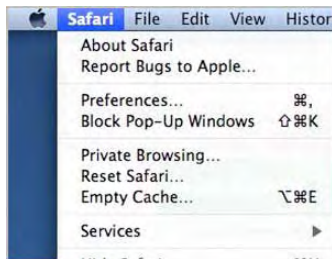 Safari File Edit View Histor
About Safari
Report Bugs to Apple...
Preferences... ⌘,
Block Pop-Up Windows ⇧⌘K
Private Browsing...
Reset Safari...
Empty Cache... ⌥⌘E
Services